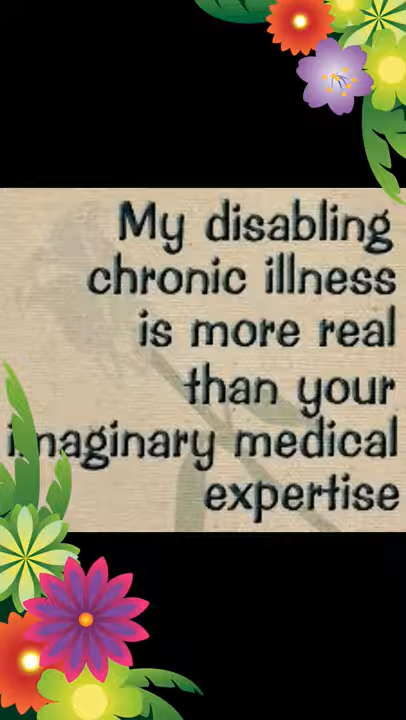 My disabling
chronic illness
is more real
than your
imaginary medical
expertise